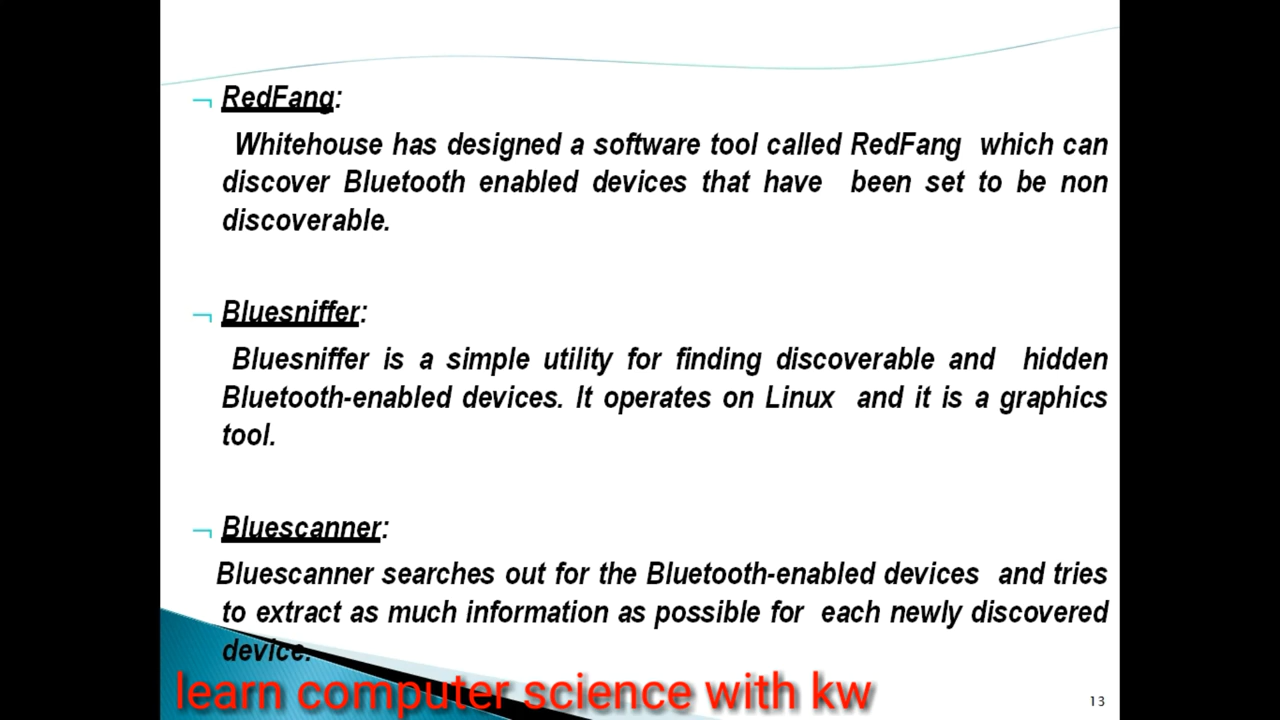 RedFang:
Whitehouse has designed a software tool called RedFang which can
discover Bluetooth enabled devices that have been set to be non
discoverable.
Bluesniffer:
Bluesniffer is a simple utility for finding discoverable and hidden
Bluetooth-enabled devices. It operates on Linux and it is a graphics
tool.
Bluescanner:
Bluescanner searches out for the Bluetooth-enabled devices and tries
to extract as much information as possible for each newly discovered
device.
learn computer science with kw
13